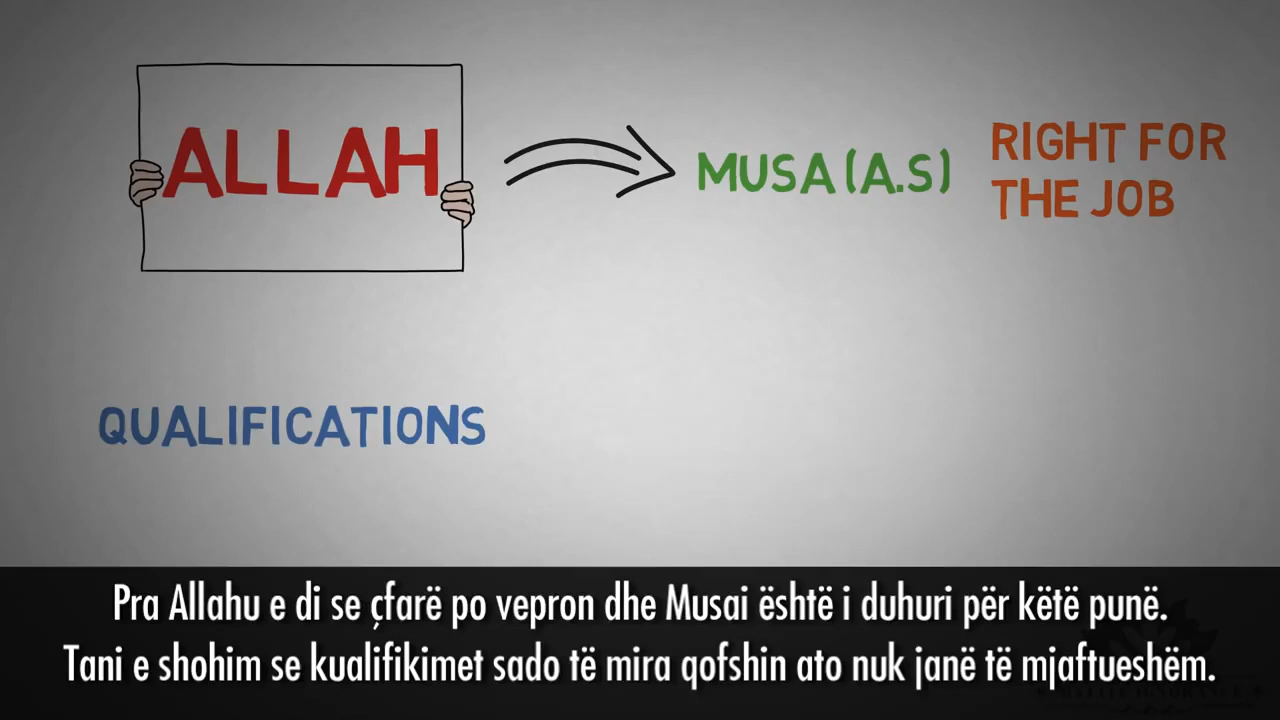 ALLAH
MUSA (A.S)
RIGHT FOR
THE JOB
QUALIFICATIONS
Pra Allahu e di se çfarë po vepron dhe Musai është i duhuri për këtë punë.
Tani e shohim se kualifikimet sado të mira qofshin ato nuk janë të mjaftueshëm.